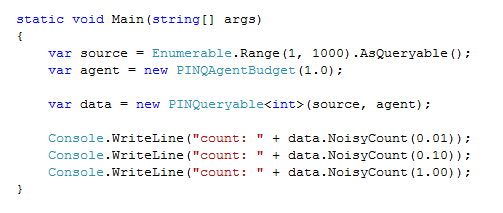 static void Main(string[] args)
{
    var source = Enumerable.Range(1, 1000).AsQueryable();
    var agent = new PINQAgentBudget(1.0);

    var data = new PINQueryable<int>(source, agent);

    Console.WriteLine("count: " + data.NoisyCount(0.01));
    Console.WriteLine("count: " + data.NoisyCount(0.10));
    Console.WriteLine("count: " + data.NoisyCount(1.00));
}